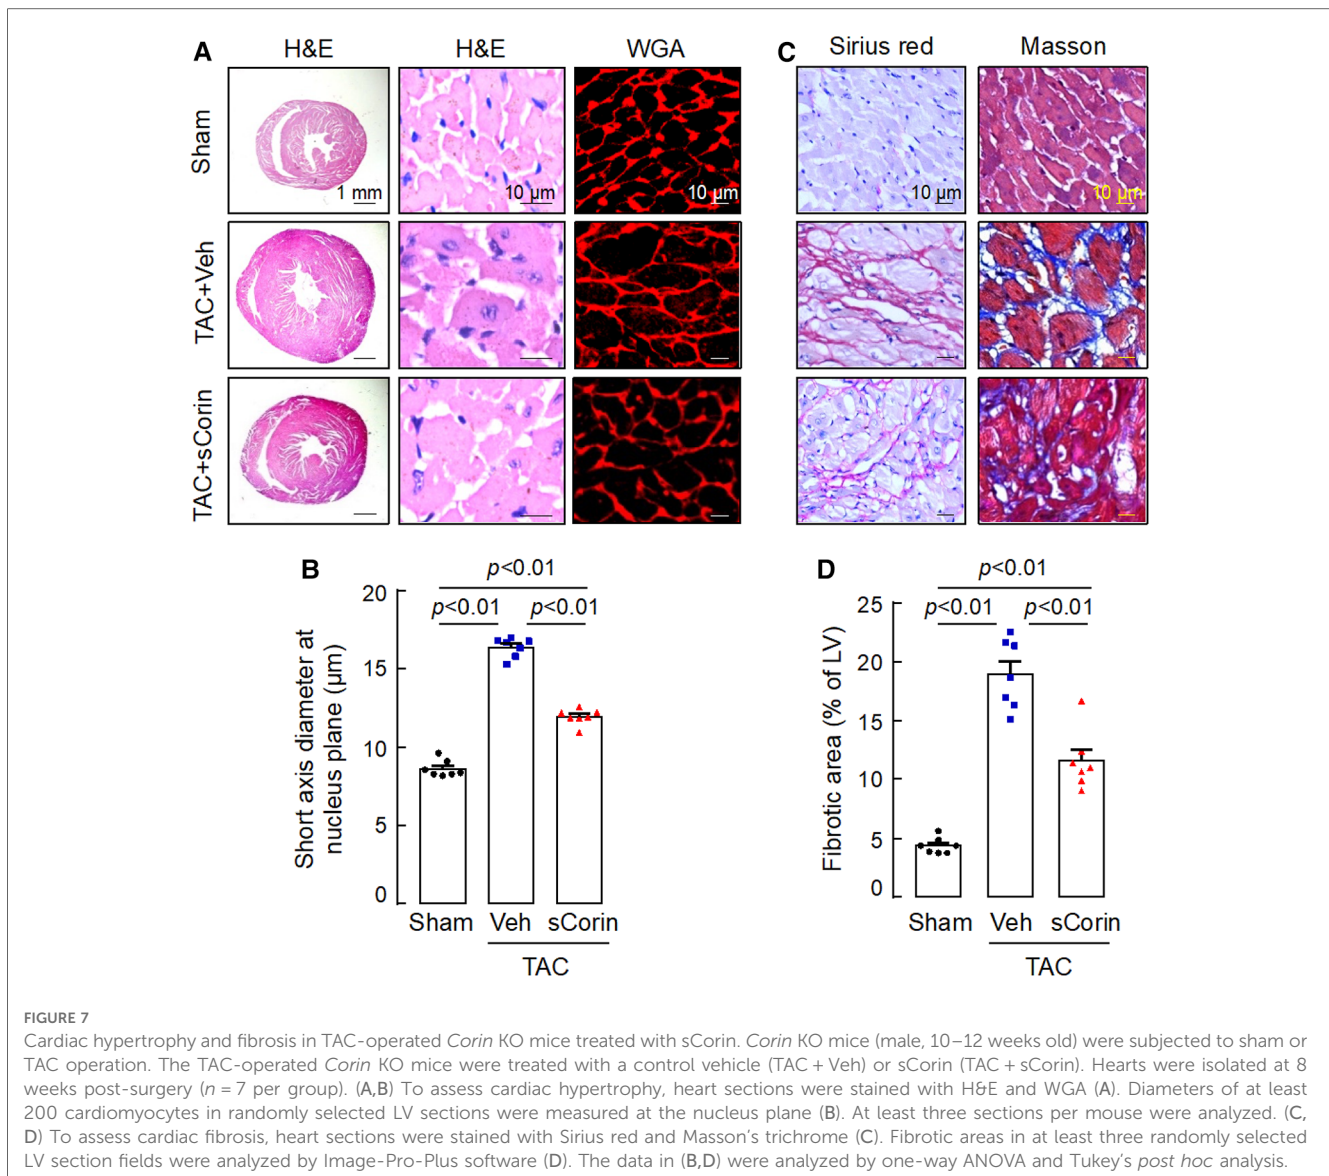 A
H&E
H&E
WGA
C
Sirius red
Masson
Sham
1 mm
10 µm
10 µm
10 µm
10 µm
TAC+Veh
TAC+sCorin
B
p<0.01
p<0.01
p<0.01
Short axis diameter at
nucleus plane (µm)
20
15
10
5
0
Sham
Veh
sCorin
TAC
D
p<0.01
p<0.01
p<0.01
Fibrotic area (% of LV)
25
20
15
10
5
0
Sham
Veh
sCorin
TAC
FIGURE 7
Cardiac hypertrophy and fibrosis in TAC-operated Corin KO mice treated with sCorin. Corin KO mice (male, 10–12 weeks old) were subjected to sham or
TAC operation. The TAC-operated Corin KO mice were treated with a control vehicle (TAC + Veh) or sCorin (TAC + sCorin). Hearts were isolated at 8
weeks post-surgery (n = 7 per group). (A,B) To assess cardiac hypertrophy, heart sections were stained with H&E and WGA (A). Diameters of at least
200 cardiomyocytes in randomly selected LV sections were measured at the nucleus plane (B). At least three sections per mouse were analyzed. (C,
D) To assess cardiac fibrosis, heart sections were stained with Sirius red and Masson's trichrome (C). Fibrotic areas in at least three randomly selected
LV section fields were analyzed by Image-Pro-Plus software (D). The data in (B,D) were analyzed by one-way ANOVA and Tukey's post hoc analysis.